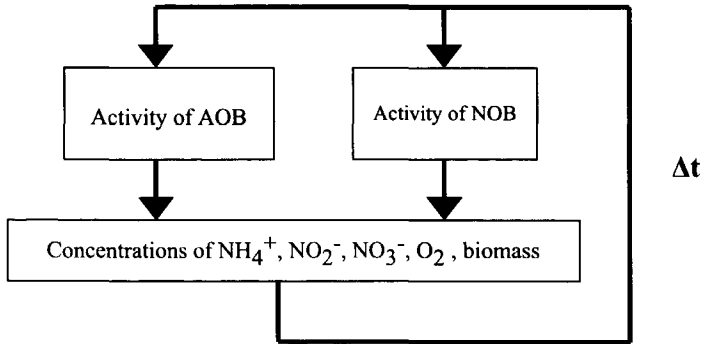 Activity of AOB
Activity of NOB
Δt
Concentrations of NH₄⁺, NO₂⁻, NO₃⁻, O₂ , biomass